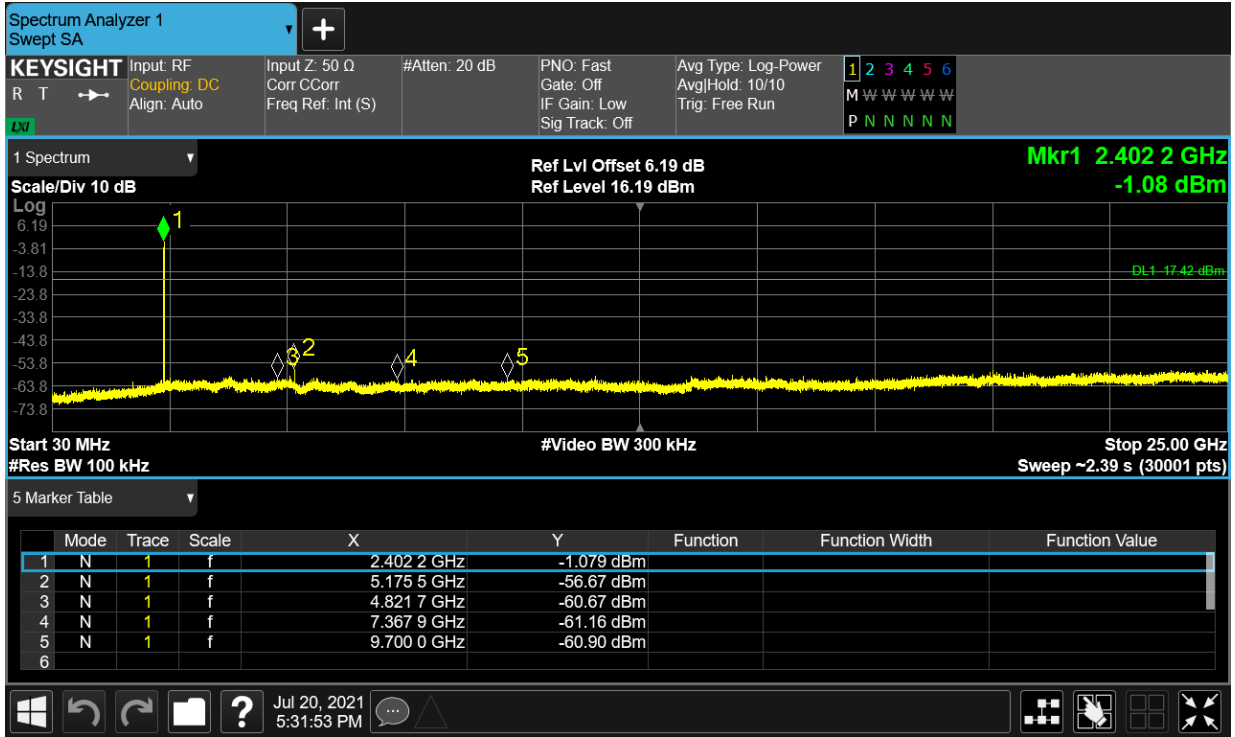 Spectrum Analyzer 1
Swept SA
KEYSIGHT
R T
LXI
Input: RF
Coupling: DC
Align: Auto
Input Z: 50 Ω
Corr CCorr
Freq Ref: Int (S)
#Atten: 20 dB
PNO: Fast
Gate: Off
IF Gain: Low
Sig Track: Off
Avg Type: Log-Power
Avg|Hold: 10/10
Trig: Free Run
1 2 3 4 5 6
M W W W W W
P N N N N N
1 Spectrum
Scale/Div 10 dB
Ref Lvl Offset 6.19 dB
Ref Level 16.19 dBm
Mkr1 2.402 2 GHz
-1.08 dBm
Log
6.19
-3.81
-13.8
-23.8
-33.8
-43.8
-53.8
-63.8
-73.8
1
3
2
4
5
DL1 -17.42 dBm
Start 30 MHz
#Video BW 300 kHz
Stop 25.00 GHz
#Res BW 100 kHz
Sweep ~2.39 s (30001 pts)
5 Marker Table
Mode Trace Scale X Y Function Function Width Function Value
1 N 1 f 2.402 2 GHz -1.079 dBm
2 N 1 f 5.175 5 GHz -56.67 dBm
3 N 1 f 4.821 7 GHz -60.67 dBm
4 N 1 f 7.367 9 GHz -61.16 dBm
5 N 1 f 9.700 0 GHz -60.90 dBm
6
?
Jul 20, 2021
5:31:53 PM